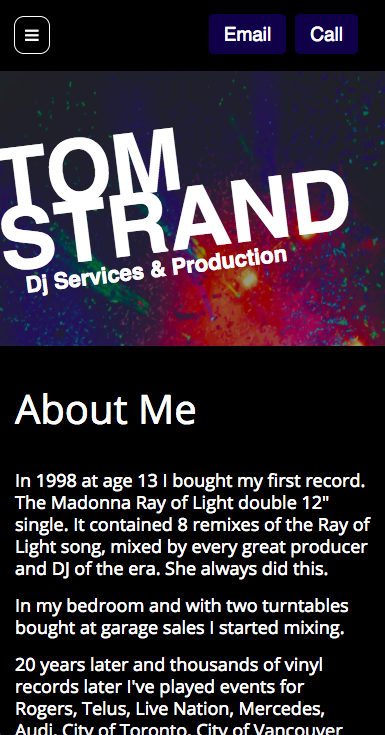 Email Call
TOM
STRAND
Dj Services & Production
About Me
In 1998 at age 13 I bought my first record.
The Madonna Ray of Light double 12"
single. It contained 8 remixes of the Ray of
Light song, mixed by every great producer
and DJ of the era. She always did this.
In my bedroom and with two turntables
bought at garage sales I started mixing.
20 years later and thousands of vinyl
records later I've played events for
Rogers, Telus, Live Nation, Mercedes,
Audi, City of Toronto, City of Vancouver